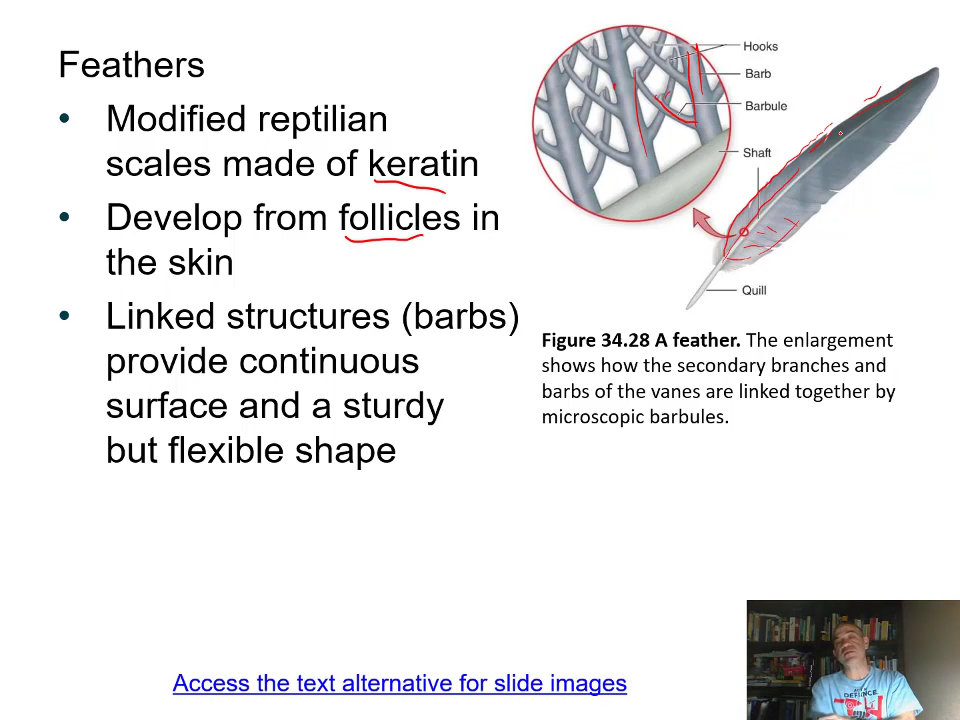 Feathers
• Modified reptilian
scales made of keratin
• Develop from follicles in
the skin
• Linked structures (barbs)
provide continuous
surface and a sturdy
but flexible shape
Hooks
Barb
Barbule
Shaft
Quill
Figure 34.28 A feather. The enlargement
shows how the secondary branches and
barbs of the vanes are linked together by
microscopic barbules.
Access the text alternative for slide images
DEFIANCE